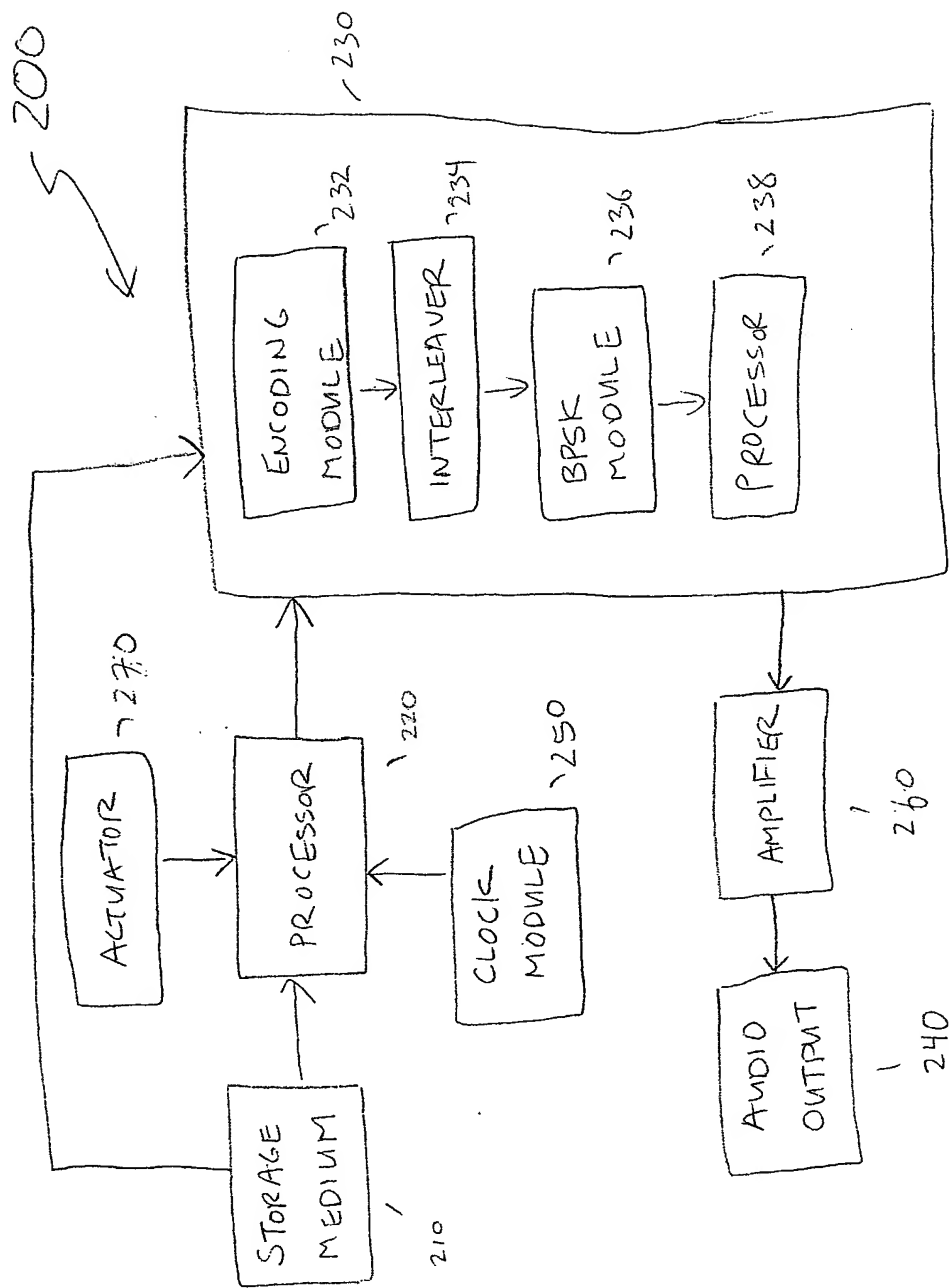 200
ACTUATOR
270
230
ENCODING
MODULE
232
INTERLEAVER
234
BPSK
MODULE
236
PROCESSOR
238
STORAGE
MEDIUM
210
PROCESSOR
220
CLOCK
MODULE
250
AUDIO
OUTPUT
240
AMPLIFIER
260